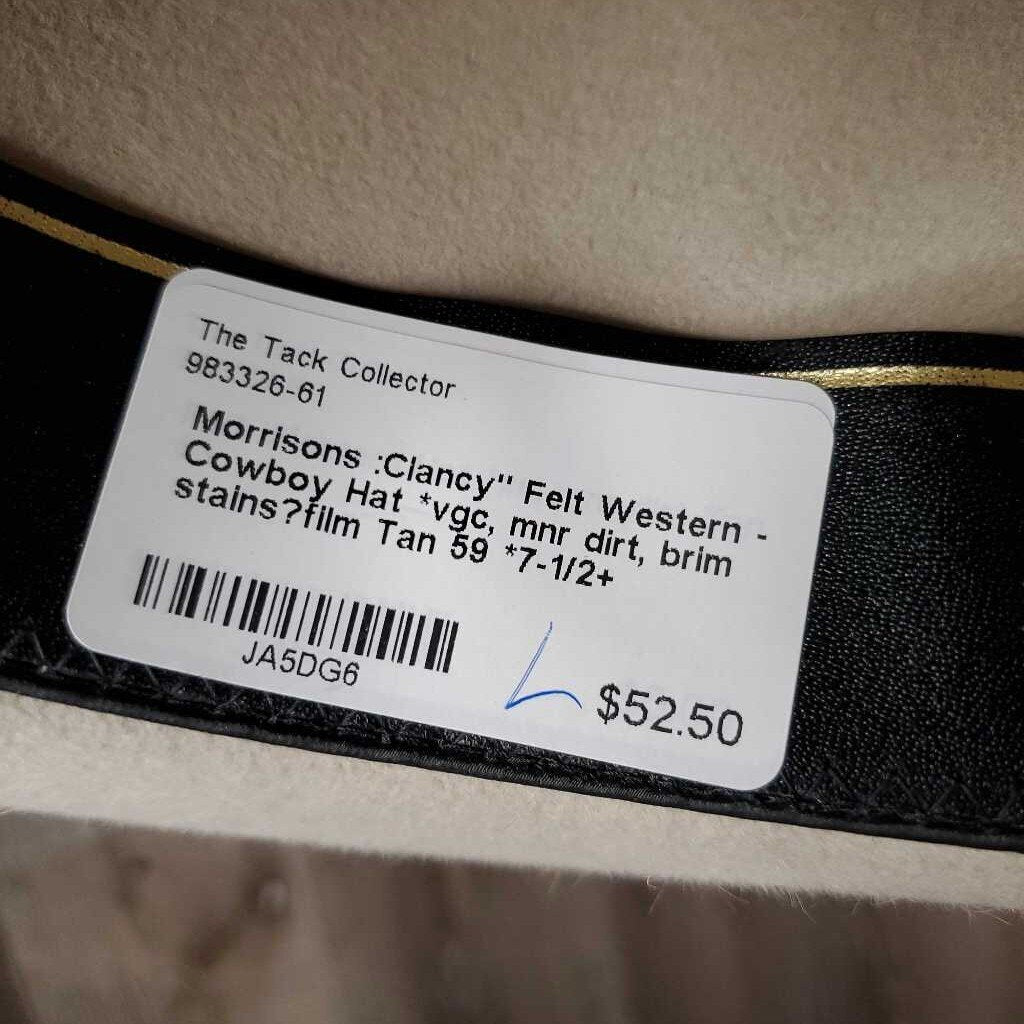 The Tack Collector
983326-61
Morrisons :Clancy" Felt Western -
Cowboy Hat *vgc, mnr dirt, brim
stains?film Tan 59 *7-1/2+
JA5DG6
L
$52.50